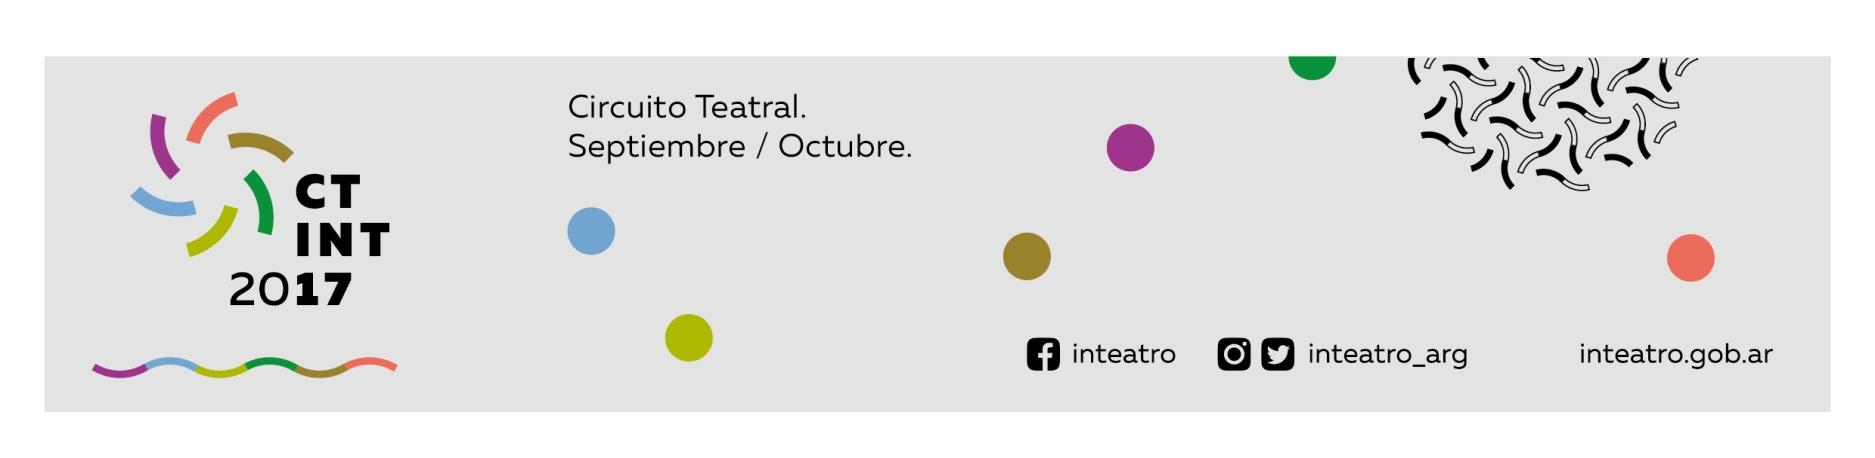 CT
INT
2017
Circuito Teatral.
Septiembre / Octubre.
inteatro
inteatro_arg
inteatro.gob.ar